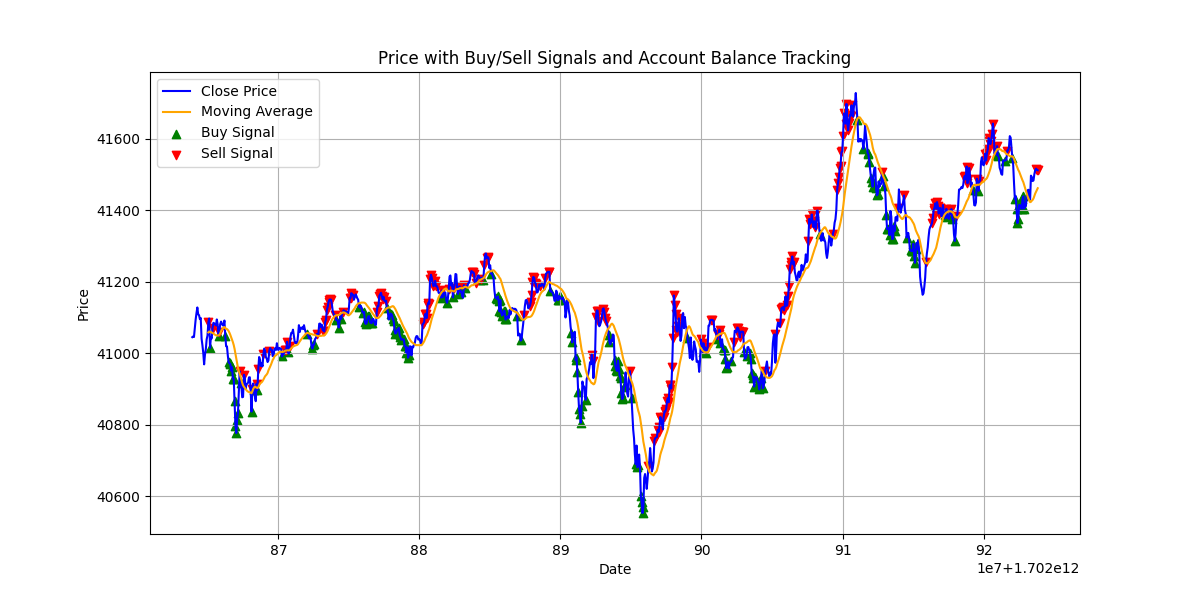 Price with Buy/Sell Signals and Account Balance Tracking
Close Price
Moving Average
Buy Signal
Sell Signal
Price
41600
41400
41200
41000
40800
40600
87 88 89 90 91 92
Date
1e7+1.702e12